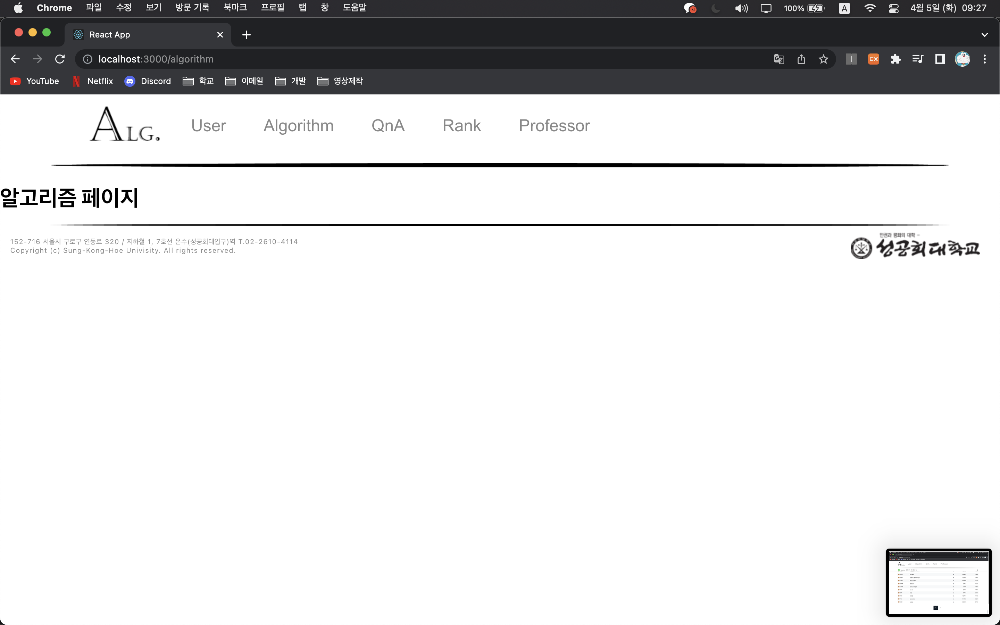 Chrome 파일 수정 보기 방문 기록 북마크 프로필 탭 창 도움말 100% A 4월 5일 (화) 09:27
React App
localhost:3000/algorithm
YouTube Netflix Discord 학교 이메일 개발 영상제작
ALG. User Algorithm QnA Rank Professor
알고리즘 페이지
152-716 서울시 구로구 연동로 320 / 지하철 1, 7호선 온수(성공회대입구)역 T.02-2610-4114
Copyright (c) Sung-Kong-Hoe Univisity. All rights reserved.
인권과 평화의 대학
성공회대학교